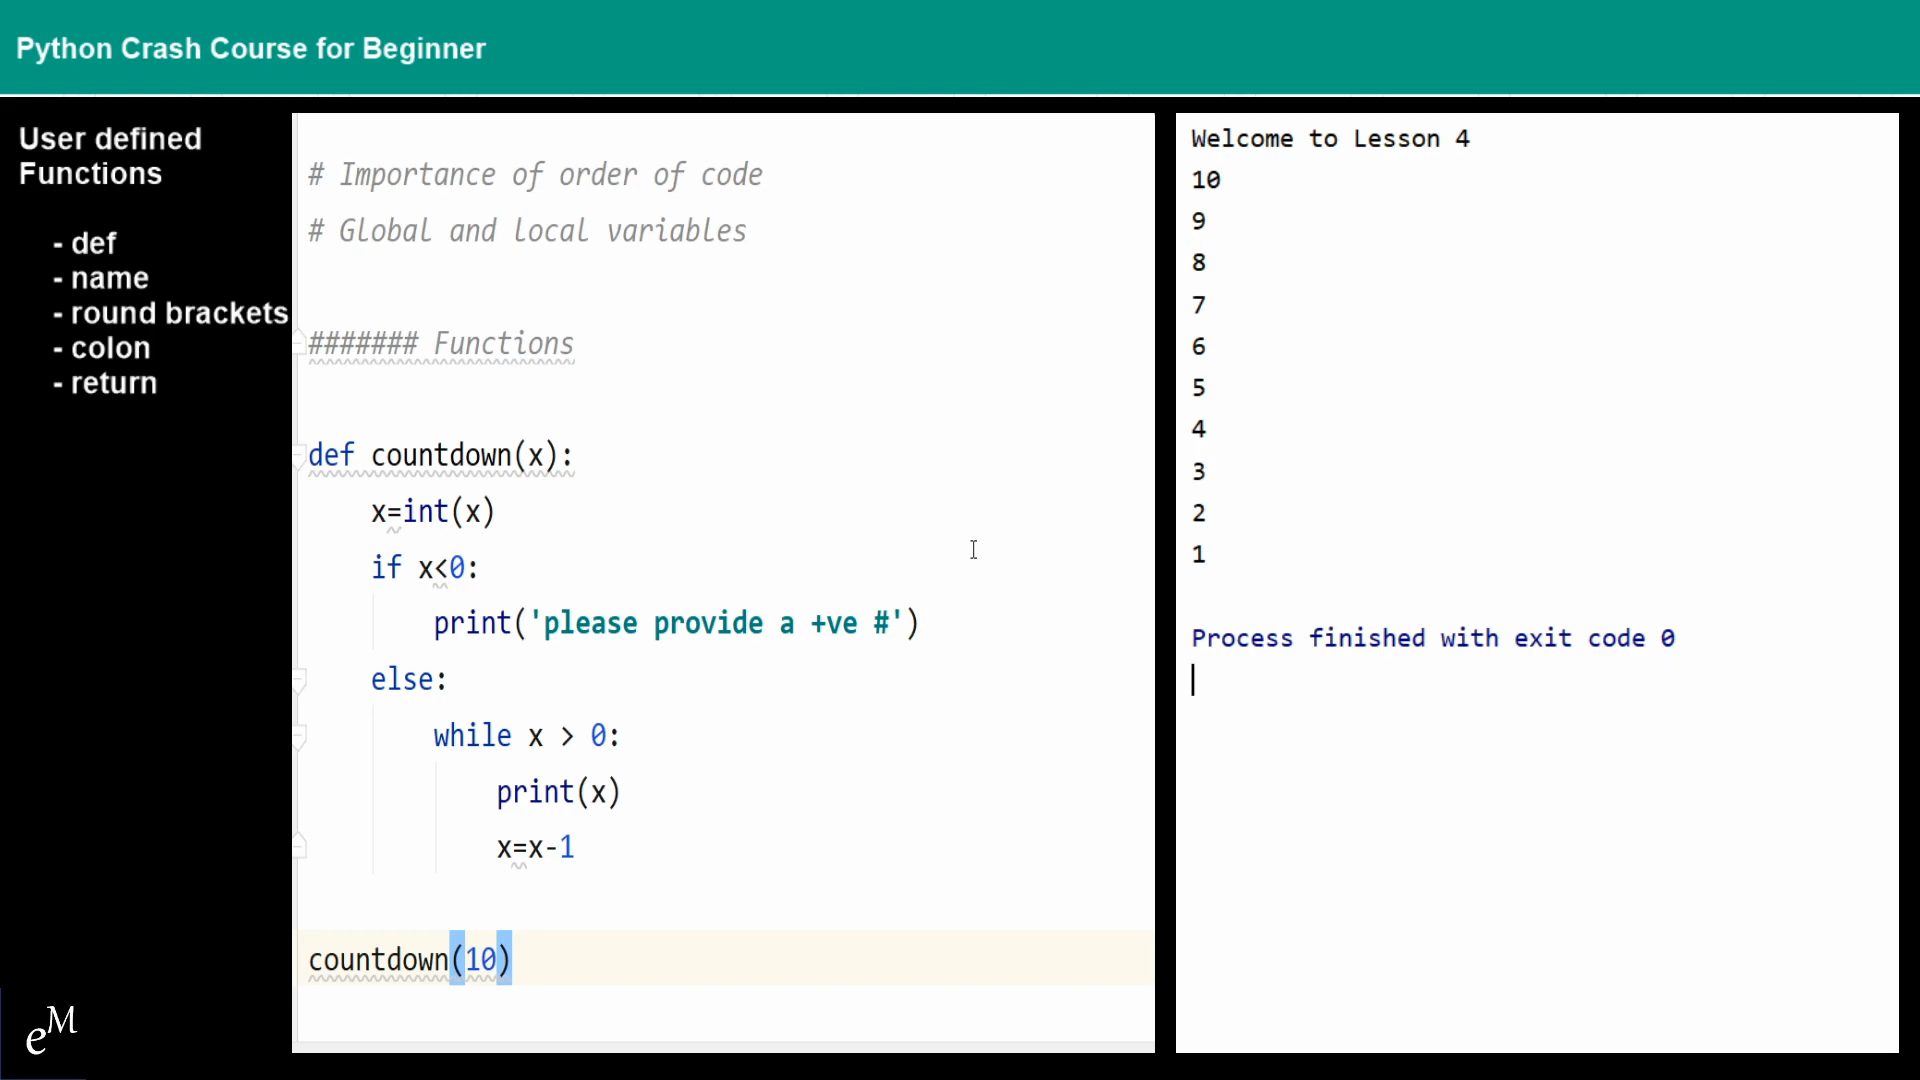 Python Crash Course for Beginner
User defined
Functions
- def
- name
- round brackets
- colon
- return
# Importance of order of code
# Global and local variables
####### Functions
def countdown(x):
    x=int(x)
    if x<0:
        print('please provide a +ve #')
    else:
        while x > 0:
            print(x)
            x=x-1
countdown(10)
Welcome to Lesson 4
10
9
8
7
6
5
4
3
2
1
Process finished with exit code 0
eM